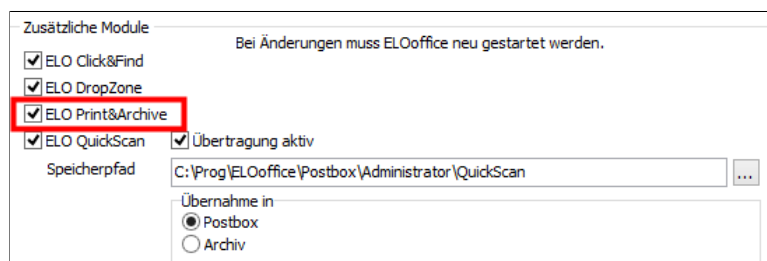 Zusätzliche Module
Bei Änderungen muss ELOoffice neu gestartet werden.
ELO Click&Find
ELO DropZone
ELO Print&Archive
ELO QuickScan Übertragung aktiv
Speicherpfad C:\Prog\ELOoffice\Postbox\Administrator\QuickScan ...
Übernahme in
Postbox
Archiv